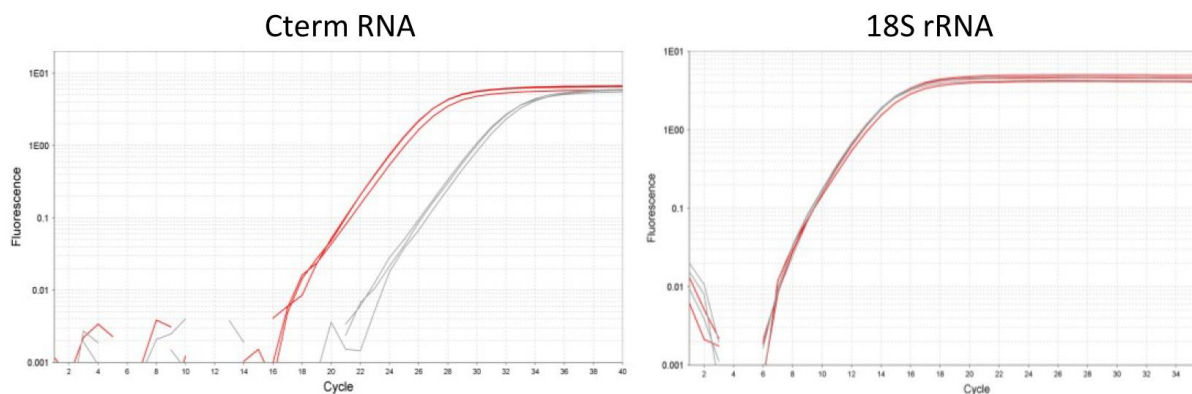 Cterm RNA
1E01
1E00
0.1
0.01
0.001
Fluorescence
2 4 6 8 10 12 14 16 18 20 22 24 26 28 30 32 34 36 38 40
Cycle
18S rRNA
1E01
1E00
0.1
0.01
0.001
Fluorescence
2 4 6 8 10 12 14 16 18 20 22 24 26 28 30 32 34
Cycle